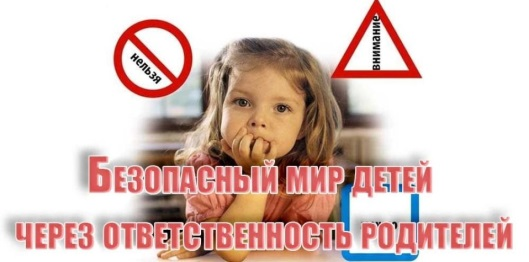 нельзя
внимание
Безопасный мир детей
через ответственность родителей